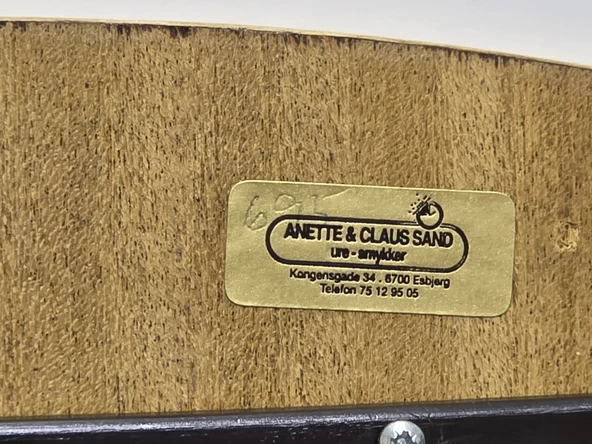 ANETTE & CLAUS SAND
ure - smykker
Kongensgade 34 . 6700 Esbjerg
Telefon 75 12 95 05